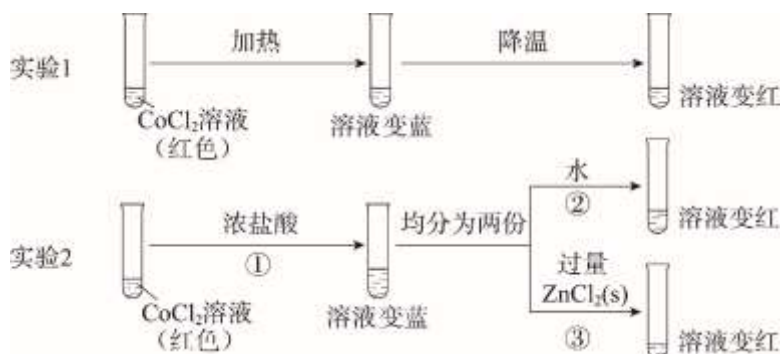 加热
降温
实验1
CoCl₂溶液
(红色)
溶液变蓝
溶液变红
浓盐酸
①
均分为两份
水
②
溶液变红
实验2
过量
ZnCl₂(s)
③
CoCl₂溶液
(红色)
溶液变蓝
溶液变红